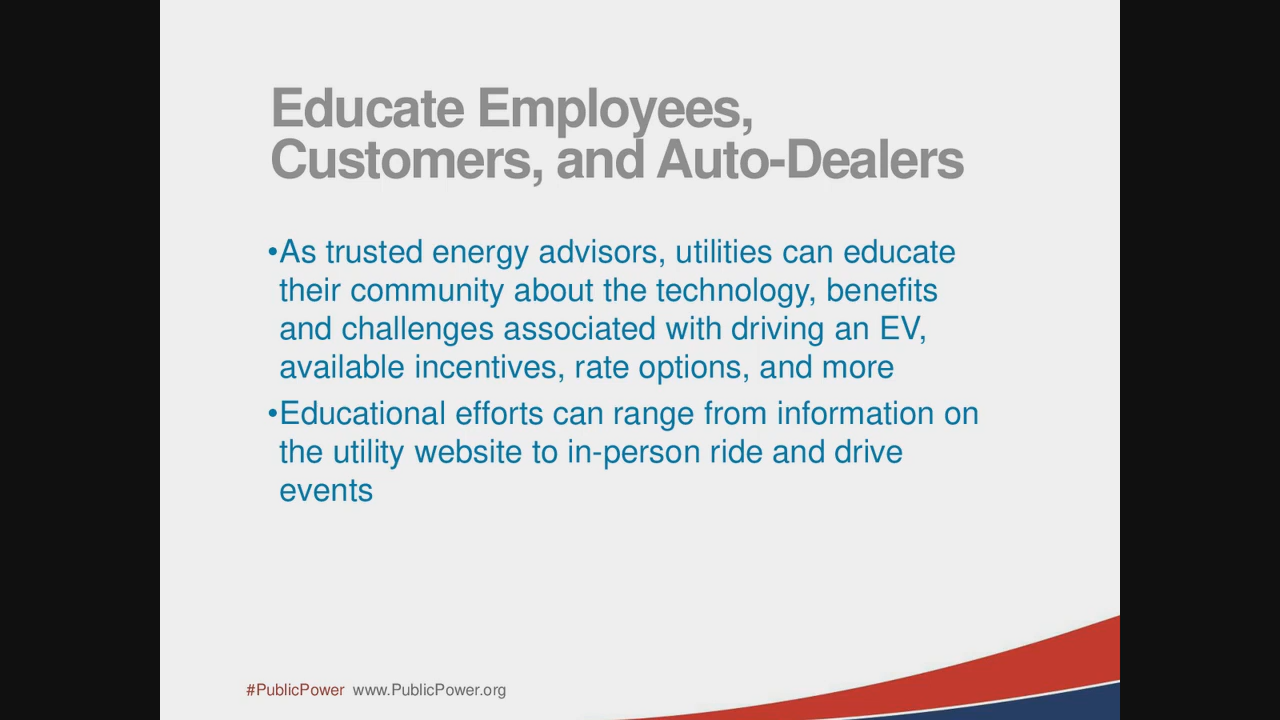 Educate Employees,
Customers, and Auto-Dealers
•As trusted energy advisors, utilities can educate
their community about the technology, benefits
and challenges associated with driving an EV,
available incentives, rate options, and more
•Educational efforts can range from information on
the utility website to in-person ride and drive
events
#PublicPower www.PublicPower.org